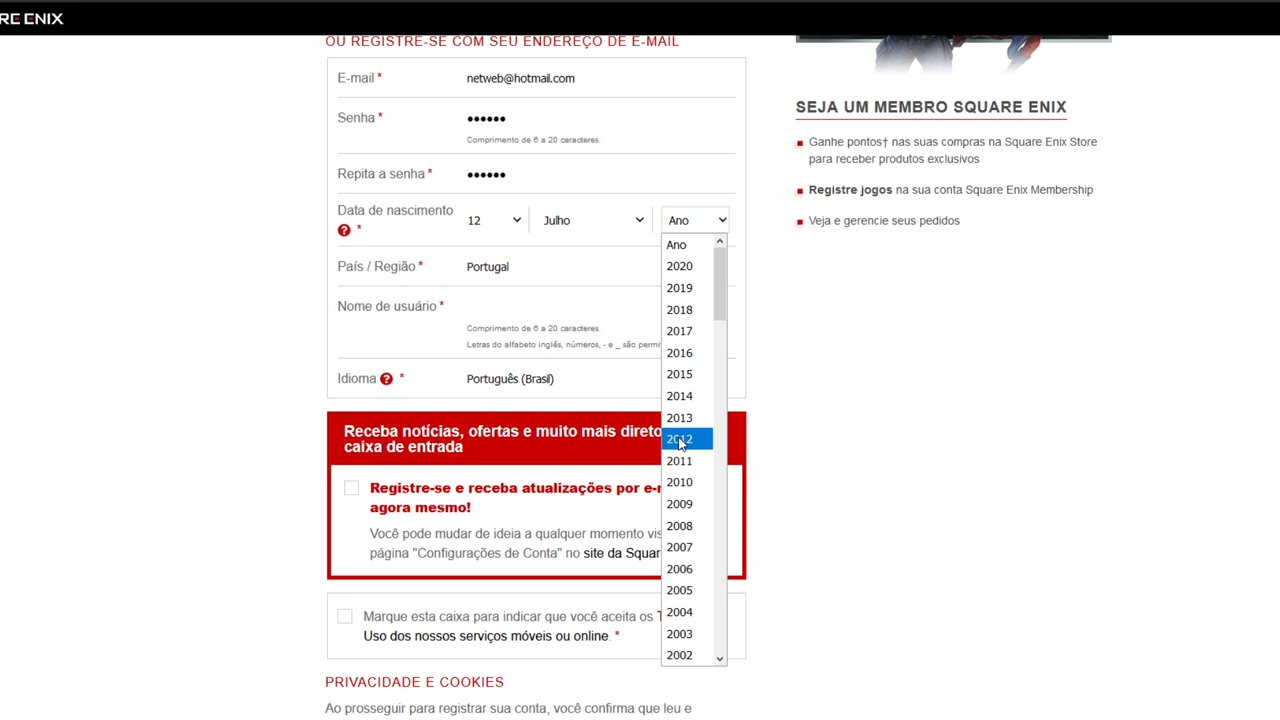 RE ENIX
OU REGISTRE-SE COM SEU ENDEREÇO DE E-MAIL
E-mail *
netweb@hotmail.com
Senha *
••••••
Comprimento de 6 a 20 caracteres.
Repita a senha *
••••••
Data de nascimento
? *
12
Julho
Ano
País / Região *
Portugal
Nome de usuário *
Comprimento de 6 a 20 caracteres.
Letras do alfabeto inglês, números, - e _ são permi
Idioma ? *
Português (Brasil)
Ano
2020
2019
2018
2017
2016
2015
2014
2013
2012
2011
2010
2009
2008
2007
2006
2005
2004
2003
2002
Receba notícias, ofertas e muito mais direto
caixa de entrada
Registre-se e receba atualizações por e-
agora mesmo!
Você pode mudar de ideia a qualquer momento vis
página "Configurações de Conta" no site da Squar
Marque esta caixa para indicar que você aceita os T
Uso dos nossos serviços móveis ou online. *
PRIVACIDADE E COOKIES
Ao prosseguir para registrar sua conta, você confirma que leu e
SEJA UM MEMBRO SQUARE ENIX
Ganhe pontos† nas suas compras na Square Enix Store
para receber produtos exclusivos
Registre jogos na sua conta Square Enix Membership
Veja e gerencie seus pedidos